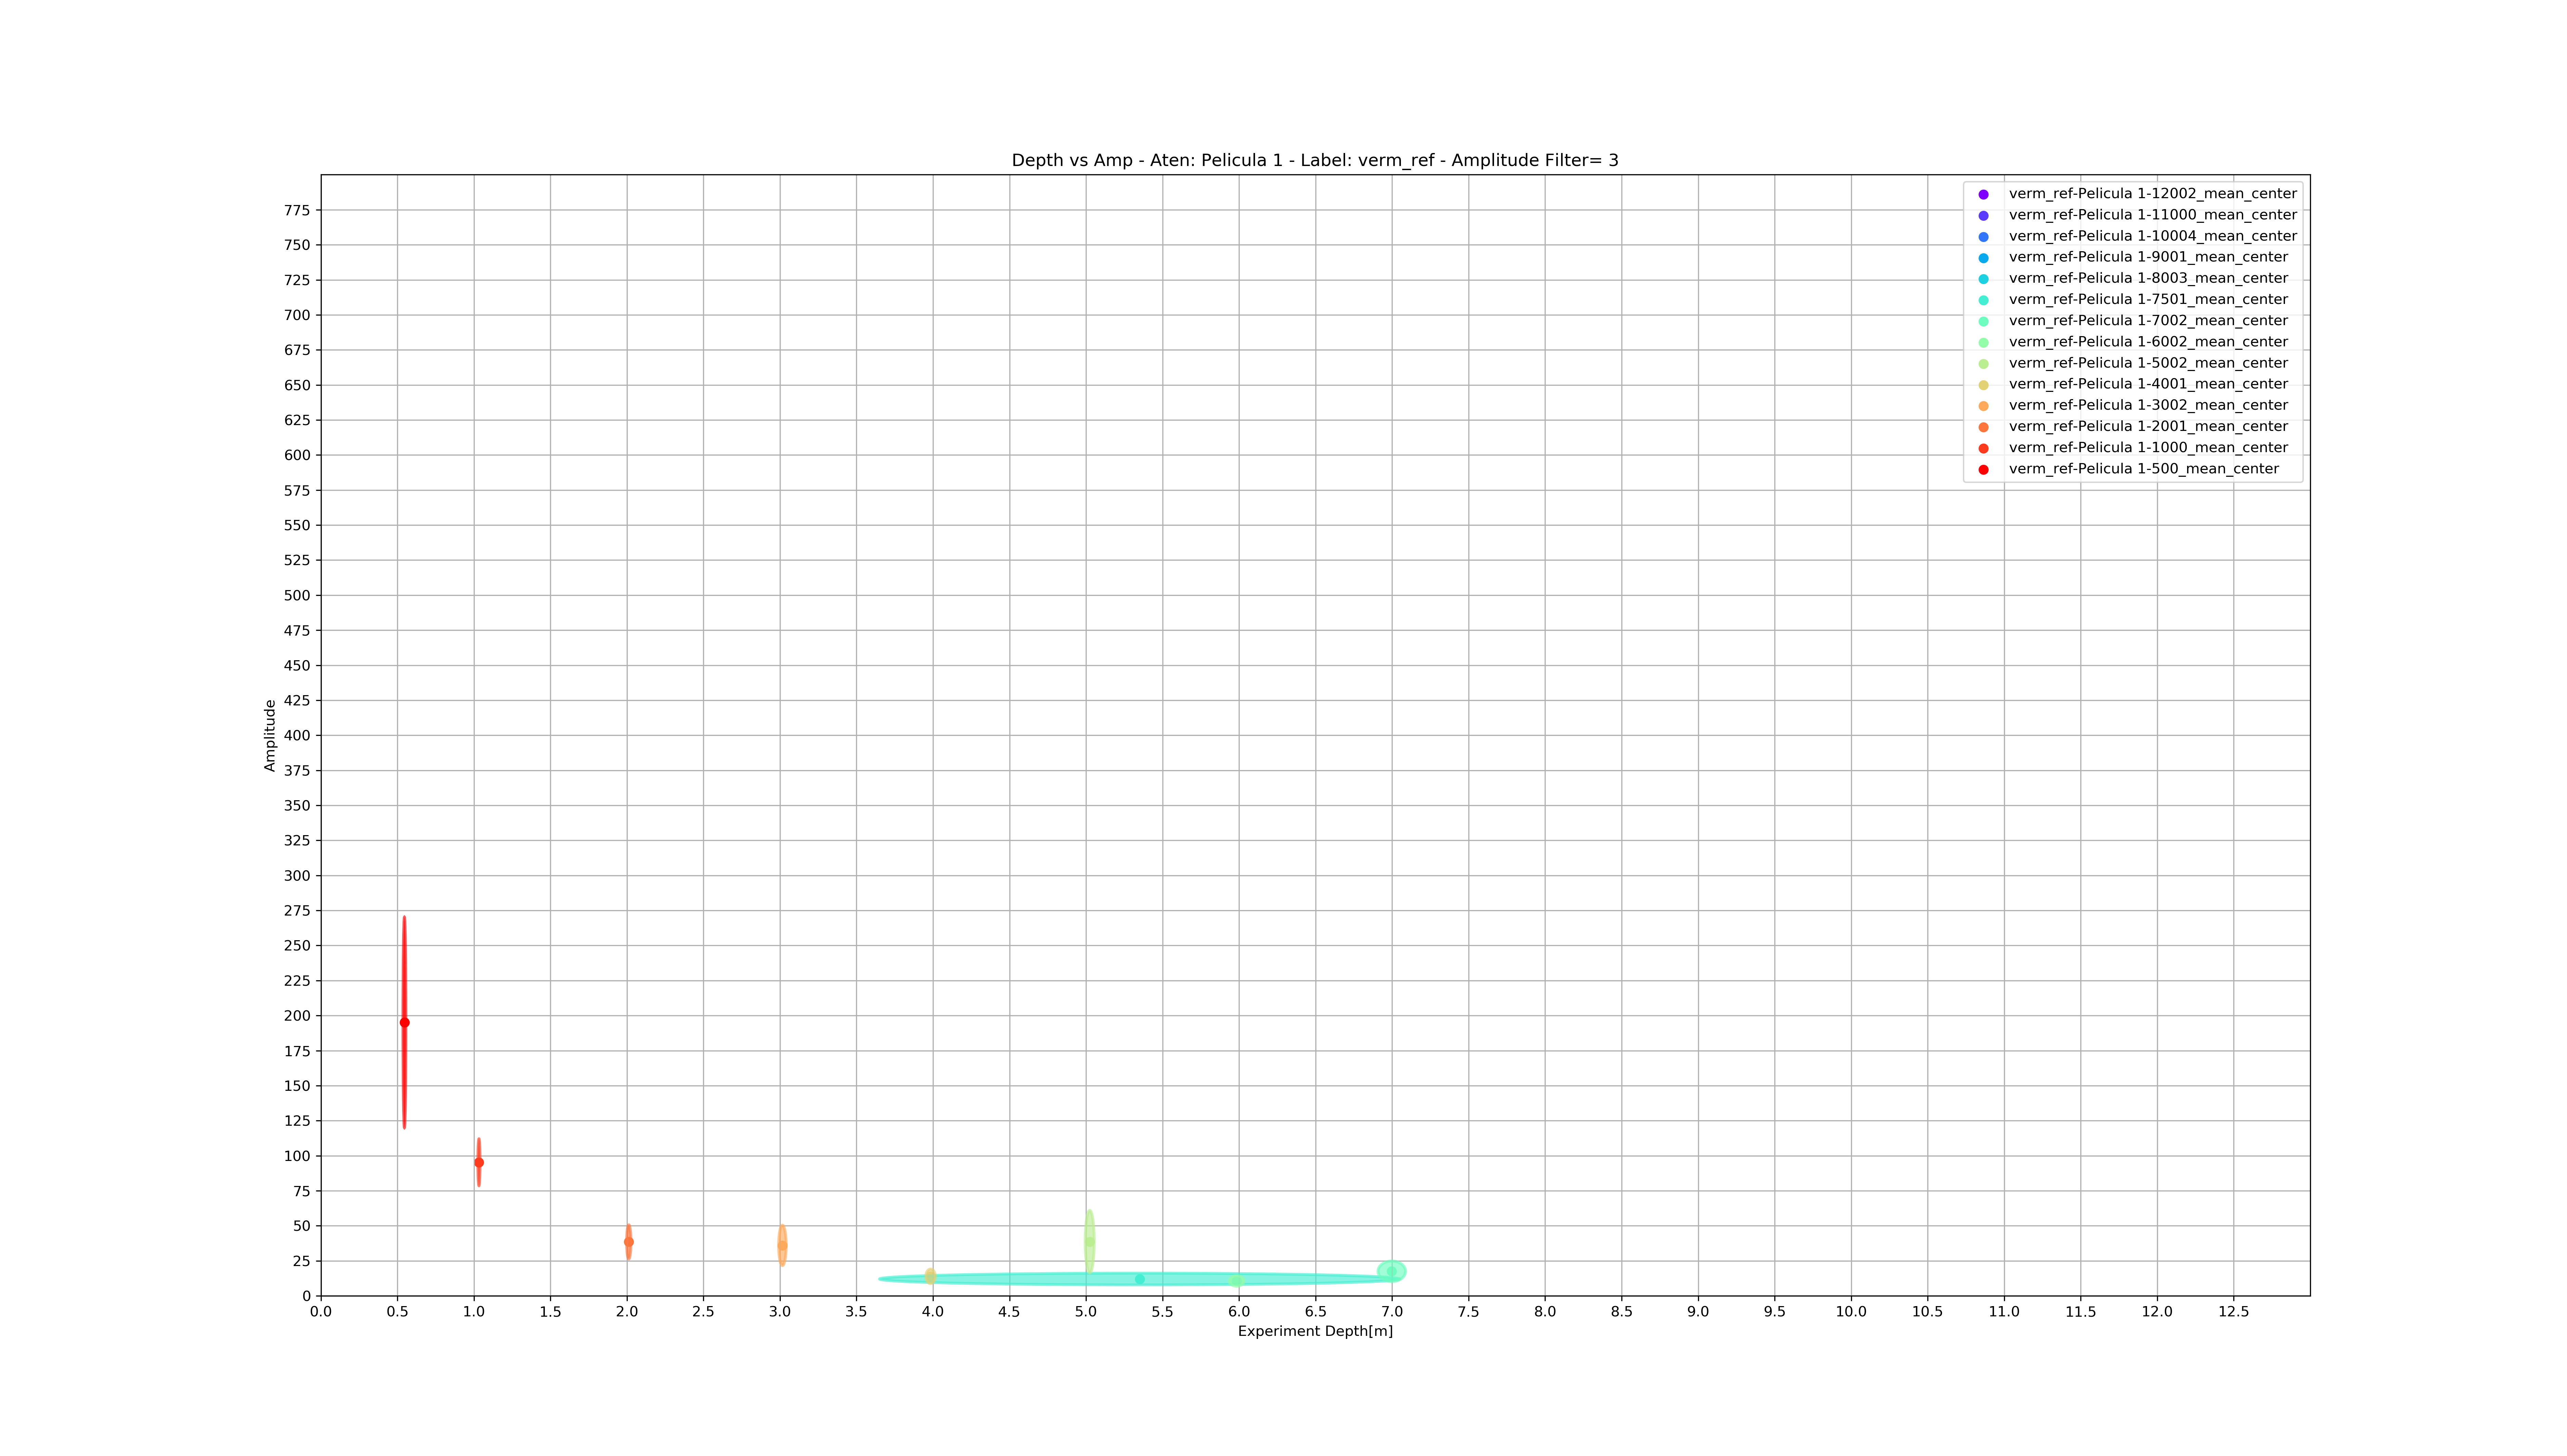 Depth vs Amp - Aten: Pelicula 1 - Label: verm_ref - Amplitude Filter= 3
verm_ref-Pelicula 1-12002_mean_center
verm_ref-Pelicula 1-11000_mean_center
verm_ref-Pelicula 1-10004_mean_center
verm_ref-Pelicula 1-9001_mean_center
verm_ref-Pelicula 1-8003_mean_center
verm_ref-Pelicula 1-7501_mean_center
verm_ref-Pelicula 1-7002_mean_center
verm_ref-Pelicula 1-6002_mean_center
verm_ref-Pelicula 1-5002_mean_center
verm_ref-Pelicula 1-4001_mean_center
verm_ref-Pelicula 1-3002_mean_center
verm_ref-Pelicula 1-2001_mean_center
verm_ref-Pelicula 1-1000_mean_center
verm_ref-Pelicula 1-500_mean_center
775
750
725
700
675
650
625
600
575
550
525
500
475
450
425
400
375
350
325
300
275
250
225
200
175
150
125
100
75
50
25
0
Amplitude
0.0 0.5 1.0 1.5 2.0 2.5 3.0 3.5 4.0 4.5 5.0 5.5 6.0 6.5 7.0 7.5 8.0 8.5 9.0 9.5 10.0 10.5 11.0 11.5 12.0 12.5
Experiment Depth[m]